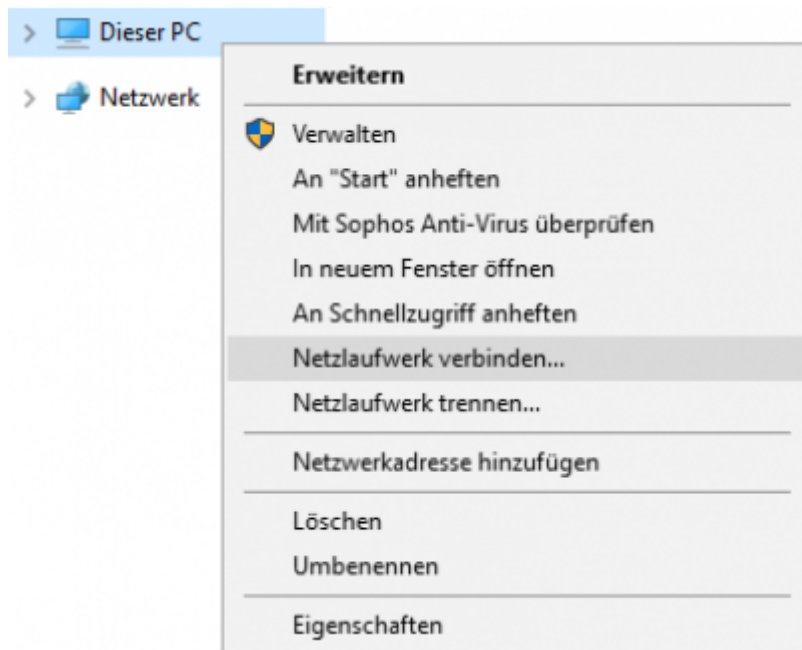 Dieser PC
Netzwerk
Erweitern
Verwalten
An "Start" anheften
Mit Sophos Anti-Virus überprüfen
In neuem Fenster öffnen
An Schnellzugriff anheften
Netzlaufwerk verbinden...
Netzlaufwerk trennen...
Netzwerkadresse hinzufügen
Löschen
Umbenennen
Eigenschaften